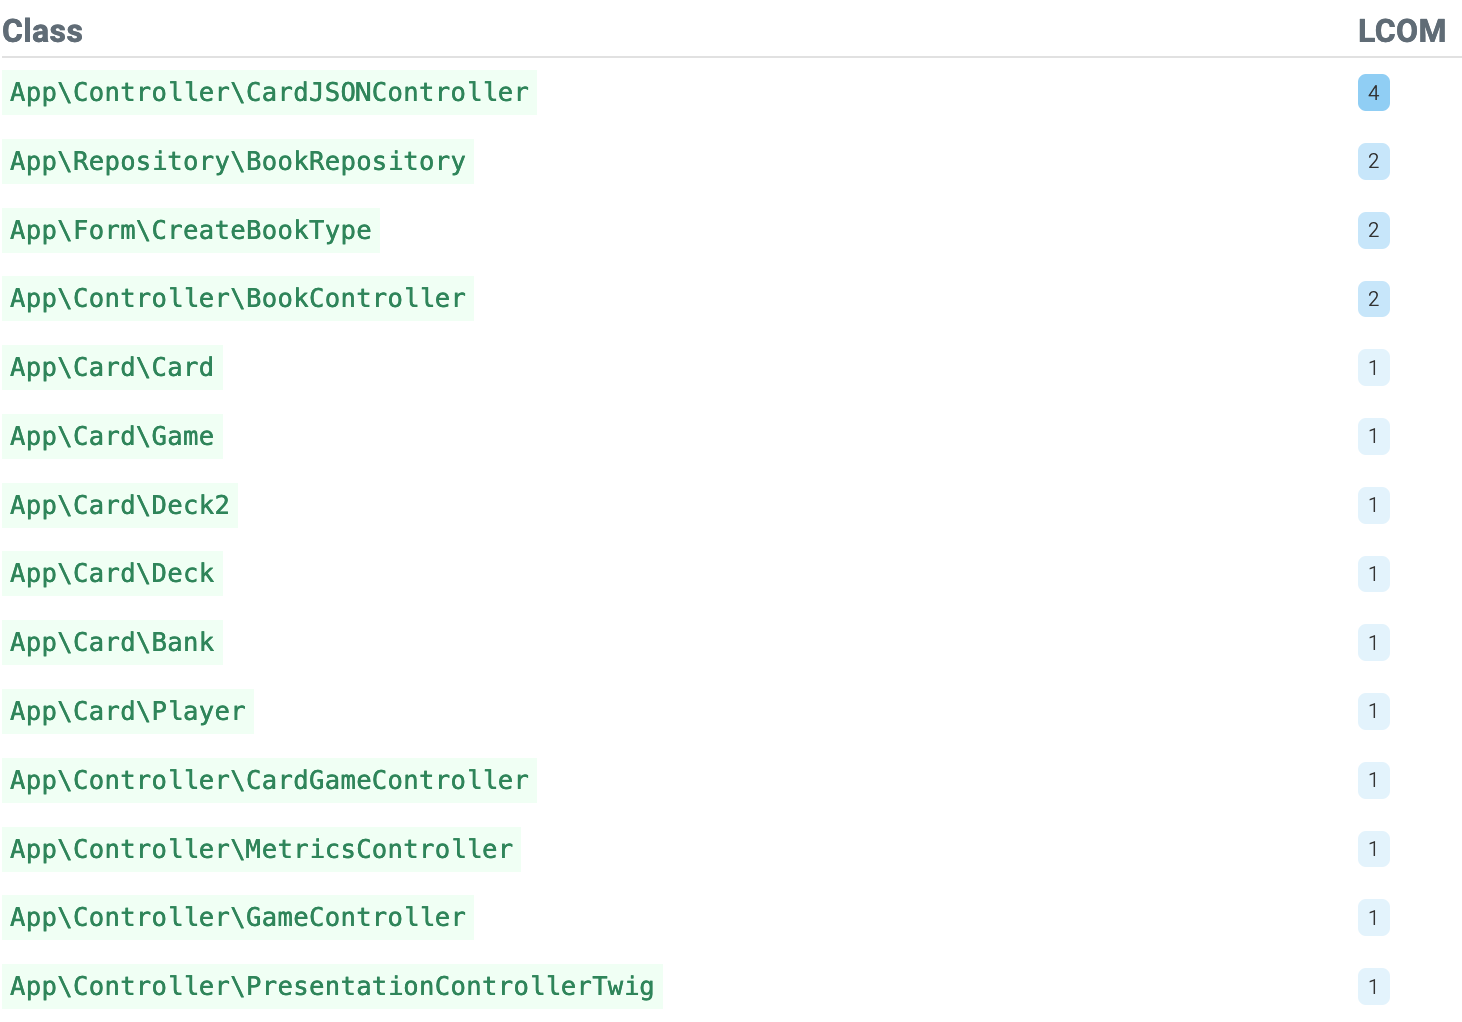 Class LCOM
App\Controller\CardJSONController 4
App\Repository\BookRepository 2
App\Form\CreateBookType 2
App\Controller\BookController 2
App\Card\Card 1
App\Card\Game 1
App\Card\Deck2 1
App\Card\Deck 1
App\Card\Bank 1
App\Card\Player 1
App\Controller\CardGameController 1
App\Controller\MetricsController 1
App\Controller\GameController 1
App\Controller\PresentationControllerTwig 1